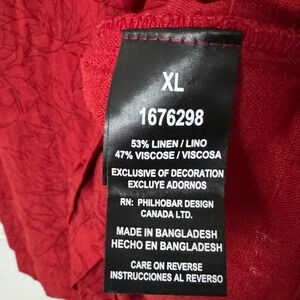 XL
1676298
53% LINEN / LINO
47% VISCOSE / VISCOSA
EXCLUSIVE OF DECORATION
EXCLUYE ADORNOS
RN: PHILHOBAR DESIGN
CANADA LTD.
MADE IN BANGLADESH
HECHO EN BANGLADESH
CARE ON REVERSE
INSTRUCCIONES AL REVERSO